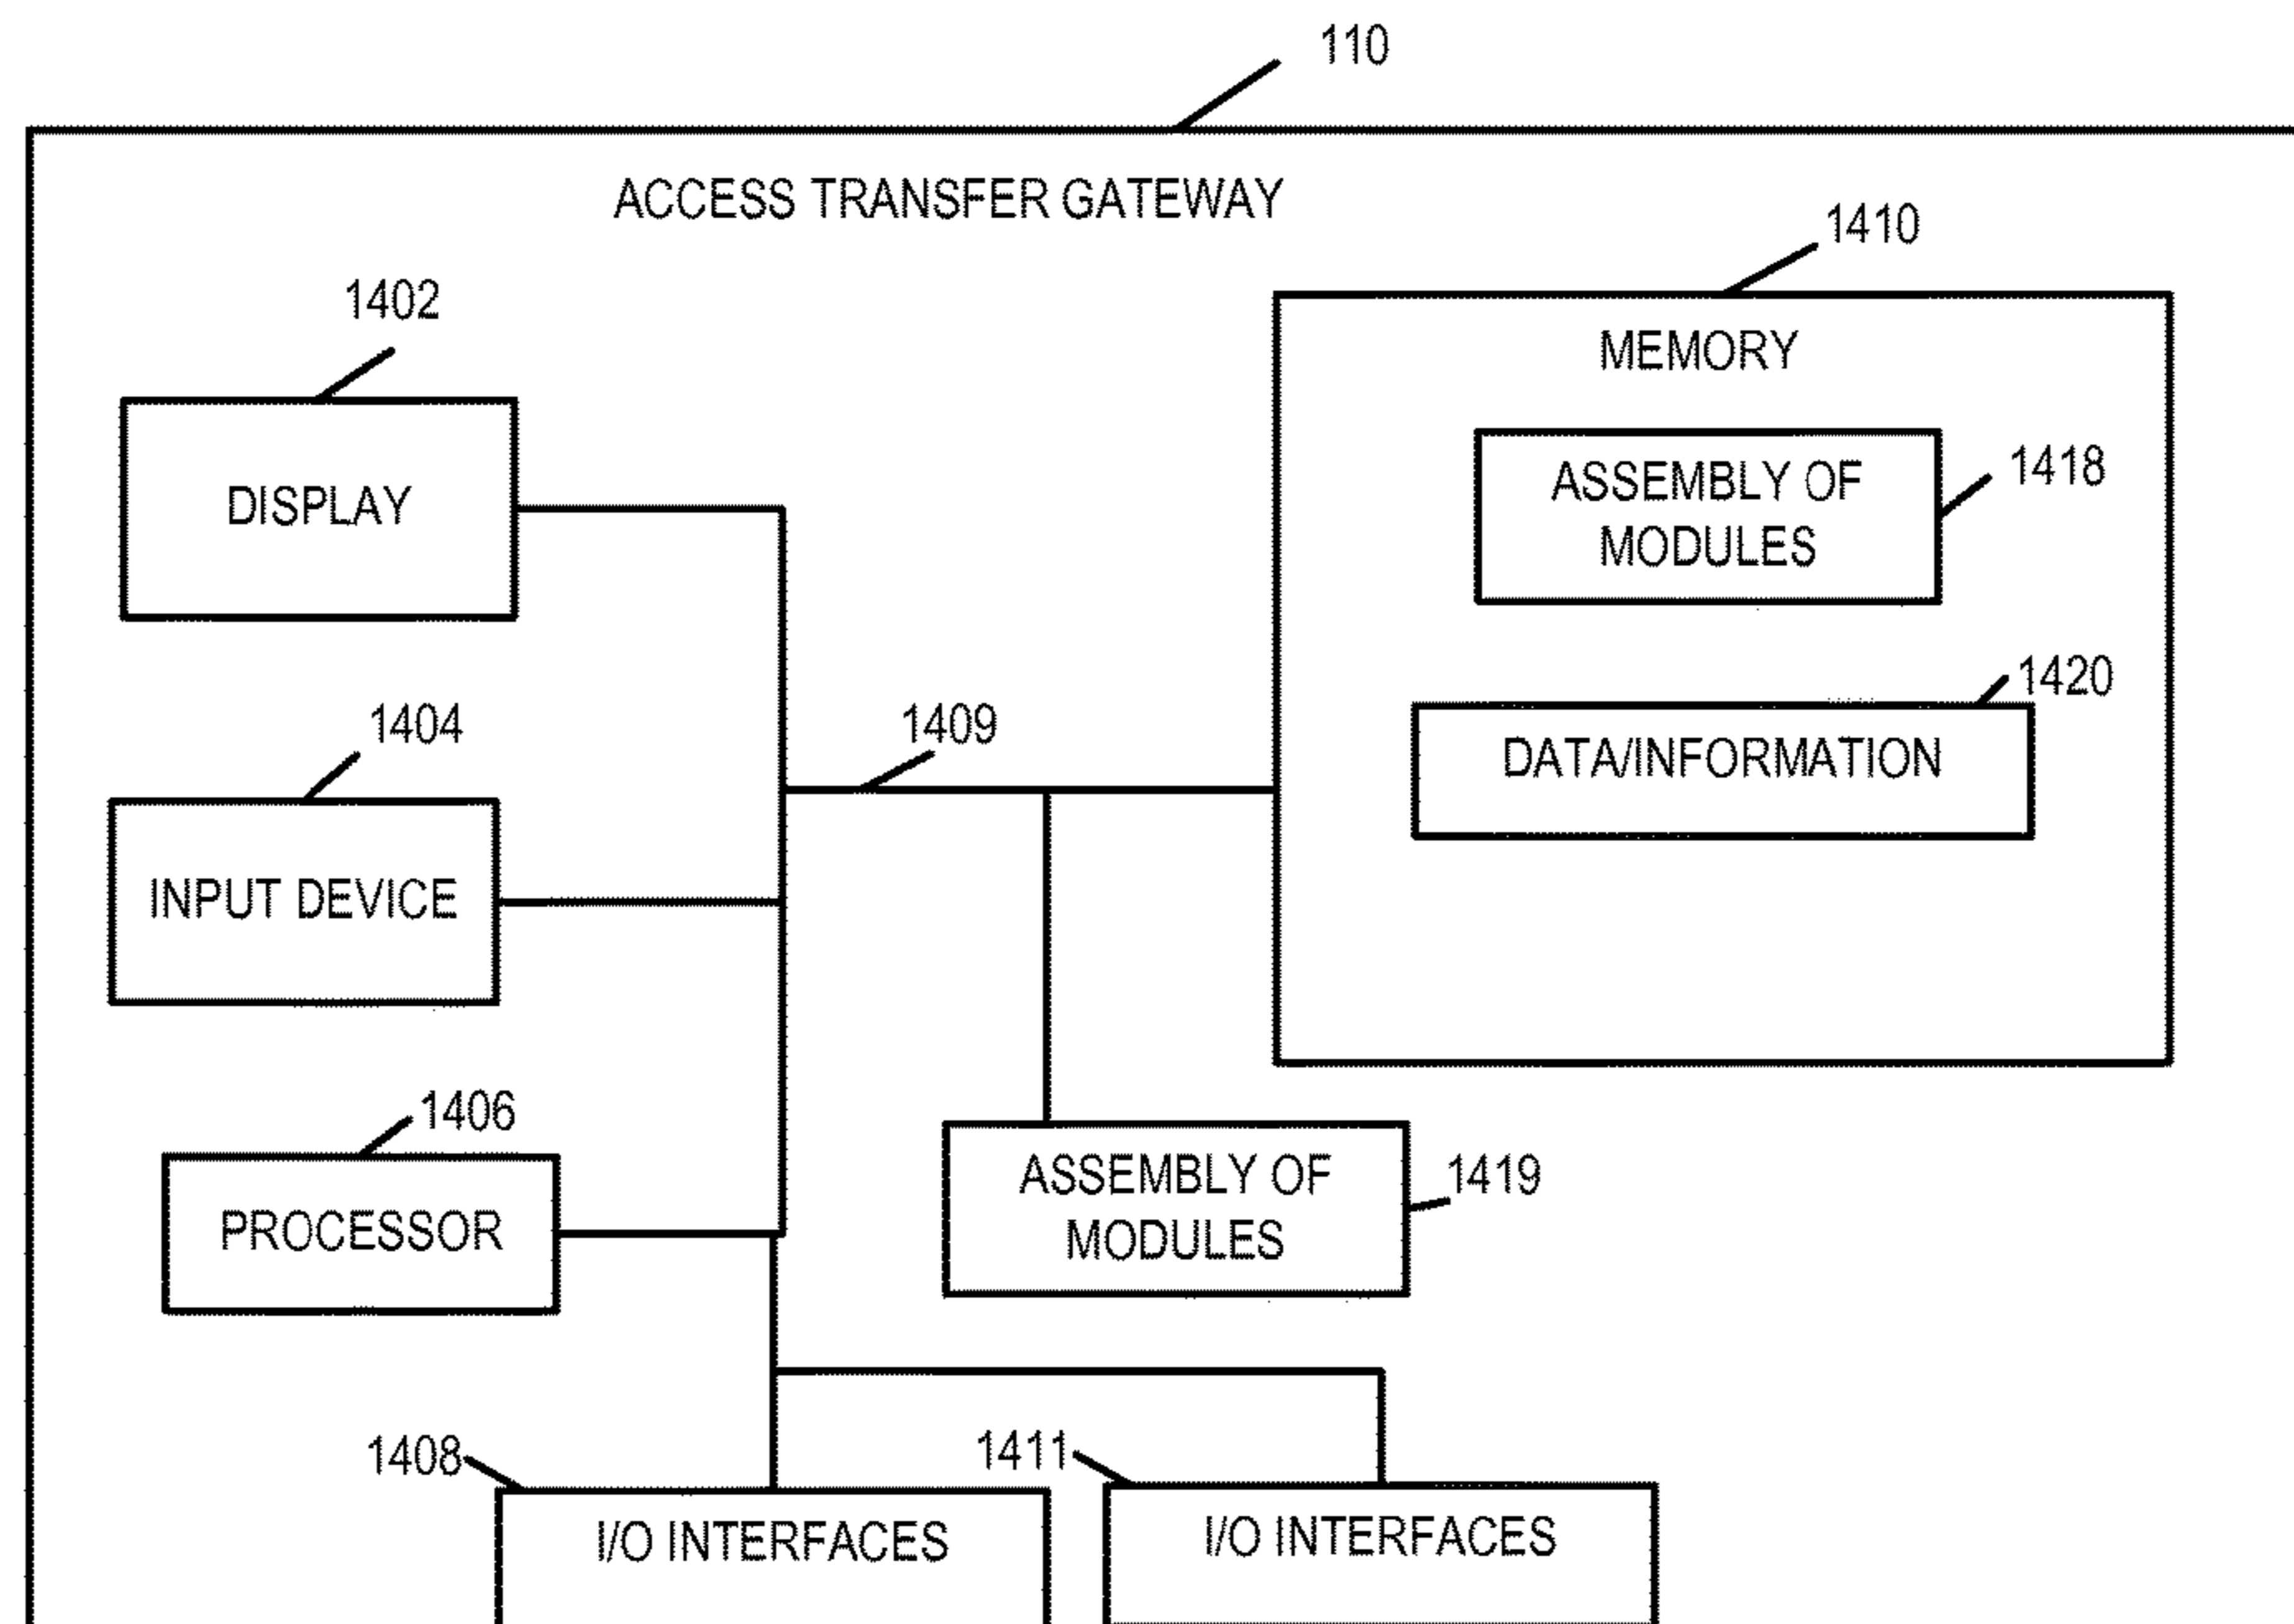 110
ACCESS TRANSFER GATEWAY
1410
1402
MEMORY
DISPLAY
ASSEMBLY OF
MODULES
1418
1420
1404
1409
DATA/INFORMATION
INPUT DEVICE
1406
PROCESSOR
ASSEMBLY OF
MODULES
1419
1408
1411
I/O INTERFACES
I/O INTERFACES